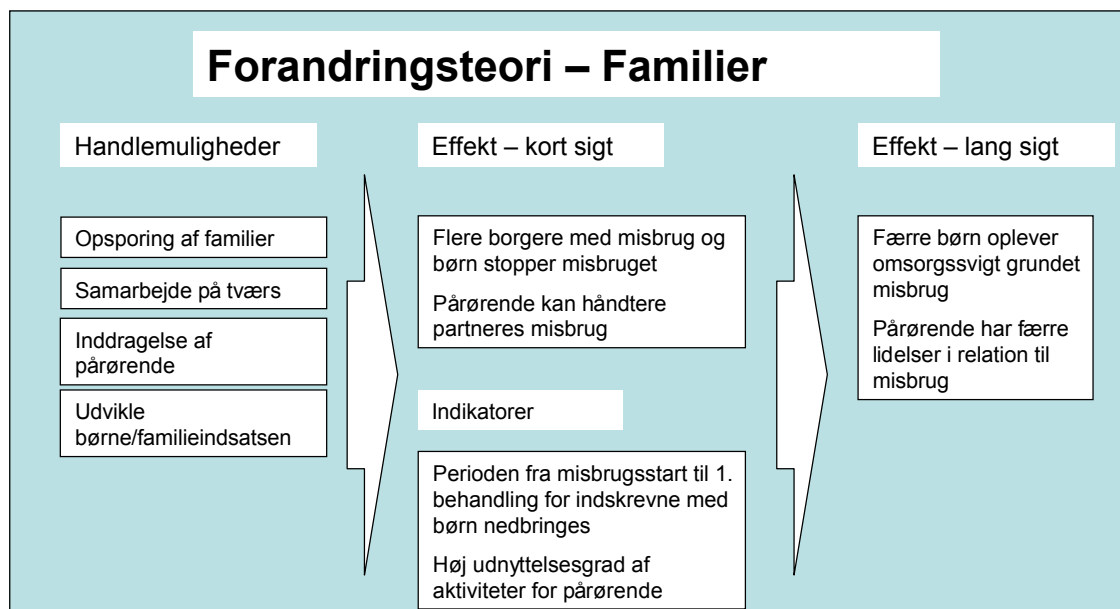 Forandringsteori – Familier
Handlemuligheder
Opsporing af familier
Samarbejde på tværs
Inddragelse af
pårørende
Udvikle
børne/familieindsatsen
Effekt – kort sigt
Flere borgere med misbrug og
børn stopper misbruget
Pårørende kan håndtere
partneres misbrug
Indikatorer
Perioden fra misbrugsstart til 1.
behandling for indskrevne med
børn nedbringes
Høj udnyttelsesgrad af
aktiviteter for pårørende
Effekt – lang sigt
Færre børn oplever
omsorgssvigt grundet
misbrug
Pårørende har færre
lidelser i relation til
misbrug